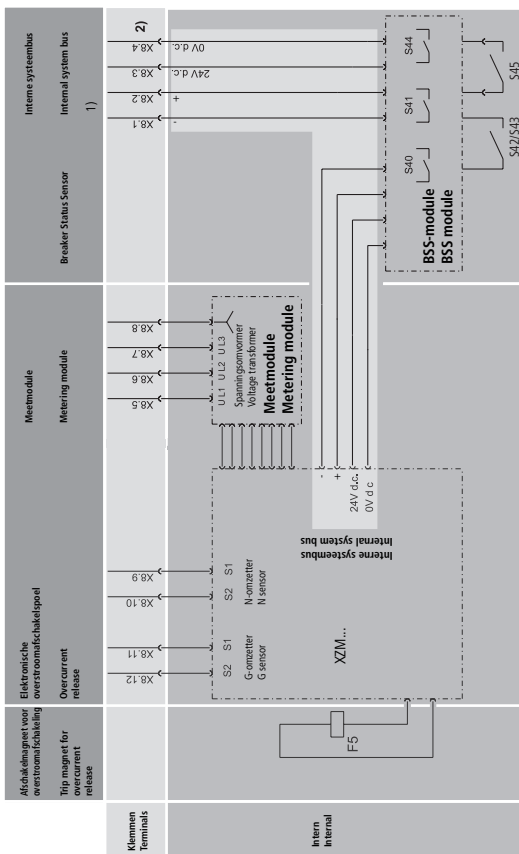 Afschakelmagneet voor
overstroomafschakeling
Trip magnet for
overcurrent
release
Elektronische
overstroomafschakelspoel
Overcurrent
release
Meetmodule
Metering module
Breaker Status Sensor
Interne systeembus
Internal system bus
1)
Klemmen
Terminals
X8.12
X8.11
X8.10
X8.9
X8.5
X8.6
X8.7
X8.8
X8.1
X8.2
X8.3
X8.4
2)
-
+
24V d.c.
0V d.c.
Intern
Internal
F5
S2
S1
G-omzetter
G sensor
S2
S1
N-omzetter
N sensor
XZM...
Interne systeembus
Internal system bus
-
+
24V d.c.
0V d c
U L1
U L2
U L3
Spanningsomvormer
Voltage transformer
Meetmodule
Metering module
S40
S41
S44
BSS-module
BSS module
S42/S43
S45